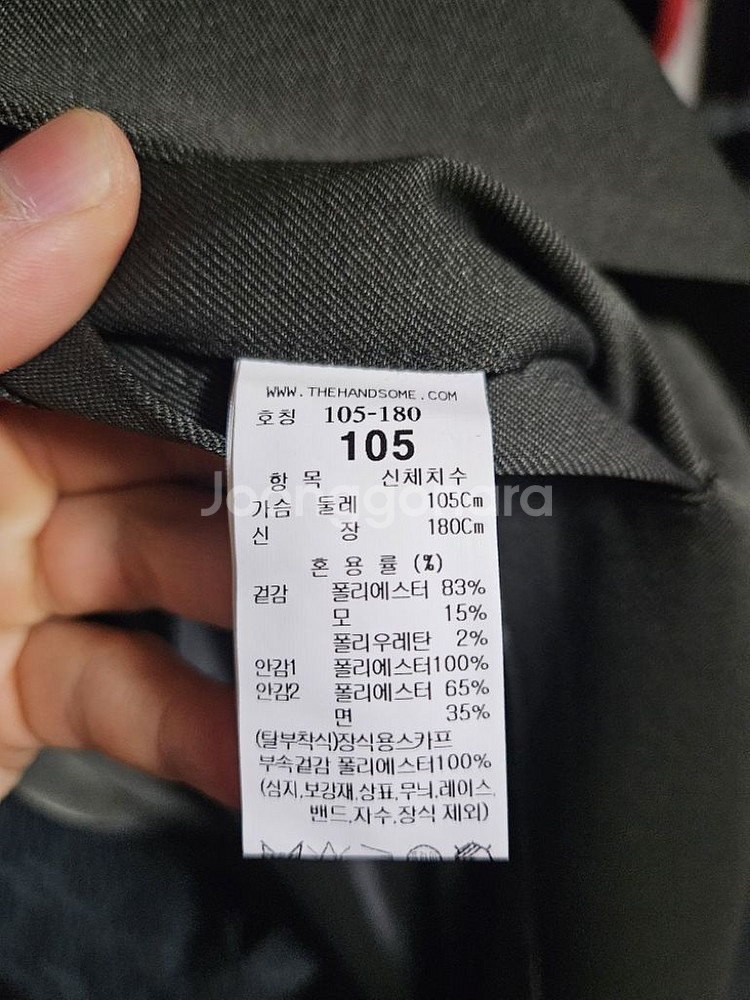 WWW.THEHANDSOME.COM
호칭 105-180
105
항 목 신체치수
가슴 둘레 105Cm
신 장 180Cm
혼 용 률 (%)
겉감 폴리에스터 83%
모 15%
폴리우레탄 2%
안감1 폴리에스터100%
안감2 폴리에스터 65%
면 35%
(탈부착식)장식용스카프
부속겉감 폴리에스터100%
(심지,보강재,상표,무늬,레이스,
밴드,자수,장식 제외)
Joonggonara